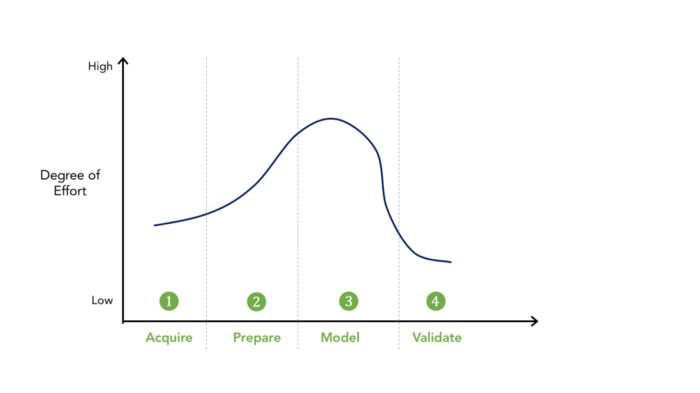 High
Degree of
Effort
Low
1
2
3
4
Acquire
Prepare
Model
Validate